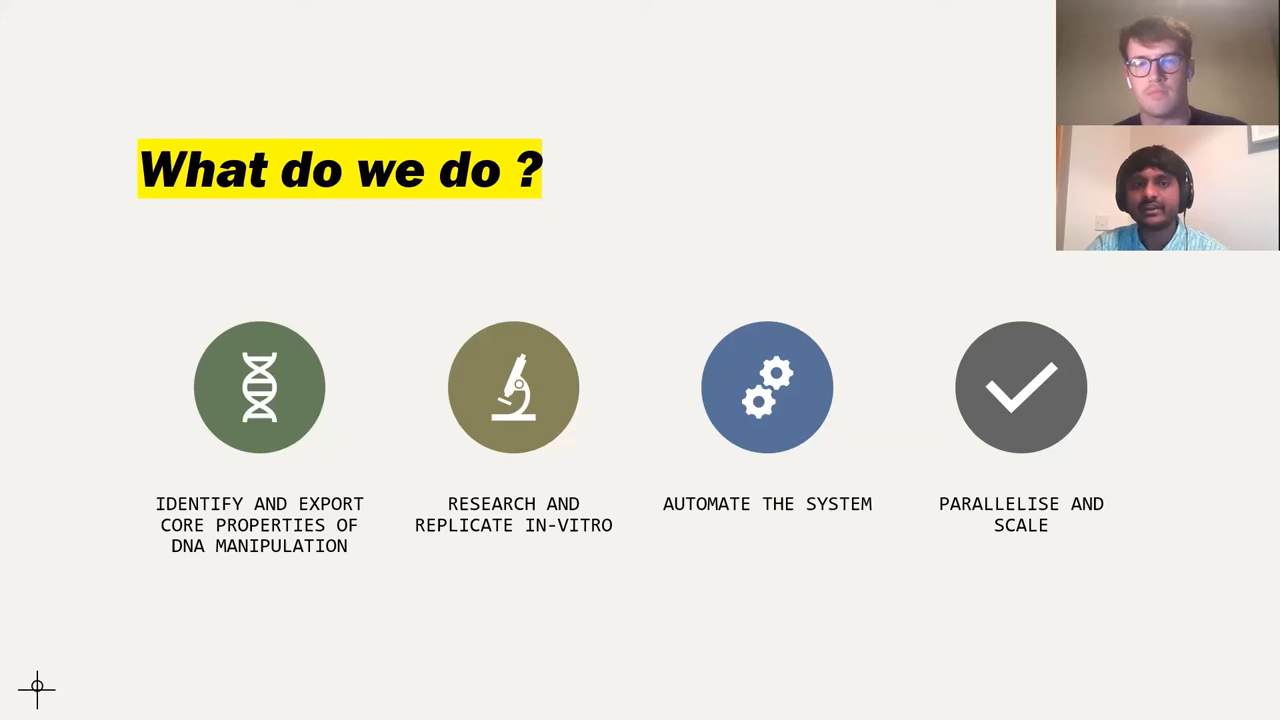 What do we do ?
IDENTIFY AND EXPORT
CORE PROPERTIES OF
DNA MANIPULATION
RESEARCH AND
REPLICATE IN-VITRO
AUTOMATE THE SYSTEM
PARALLELISE AND
SCALE